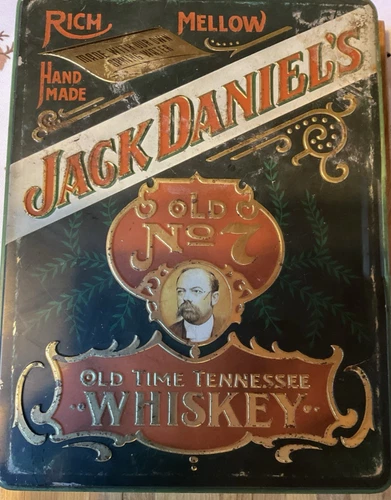 RICH MELLOW
HAND
MADE
JACK DANIEL'S
OLD
No 7
OLD TIME TENNESSEE
WHISKEY